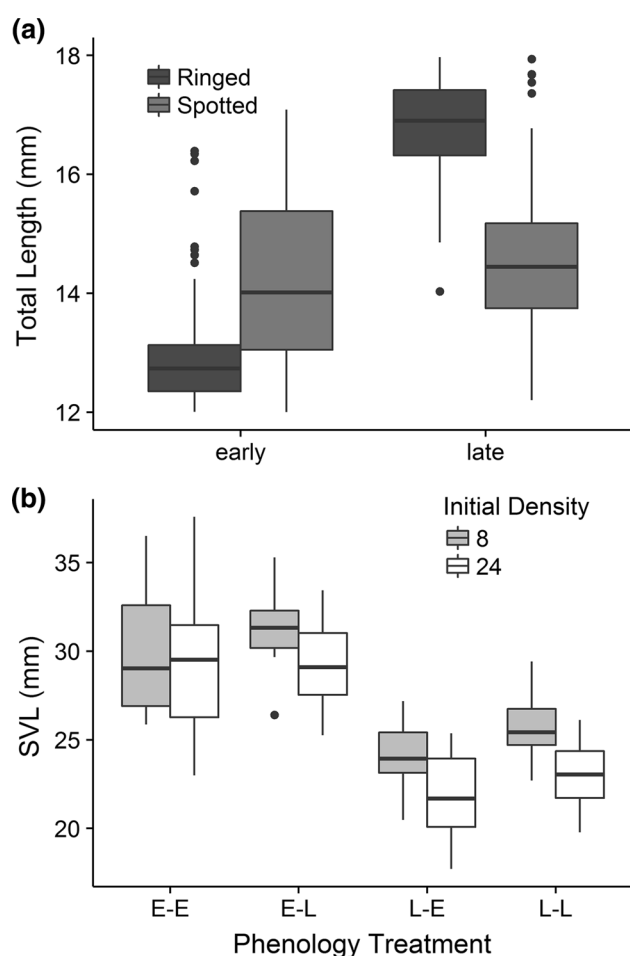 (a)
18
16
14
12
Total Length (mm)
Ringed
Spotted
early
late
(b)
35
30
25
20
SVL (mm)
Initial Density
8
24
E-E
E-L
L-E
L-L
Phenology Treatment